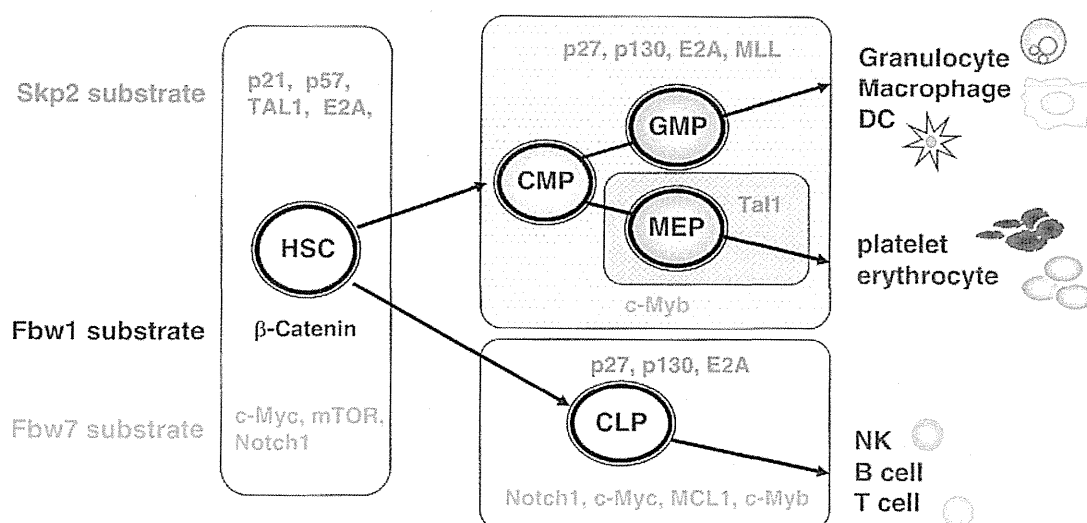 Skp2 substrate
p21, p57,
TAL1, E2A,
HSC
Fbw1 substrate
β-Catenin
Fbw7 substrate
c-Myc, mTOR,
Notch1
p27, p130, E2A, MLL
GMP
CMP
MEP
Tal1
c-Myb
p27, p130, E2A
CLP
Notch1, c-Myc, MCL1, c-Myb
Granulocyte
Macrophage
DC
platelet
erythrocyte
NK
B cell
T cell